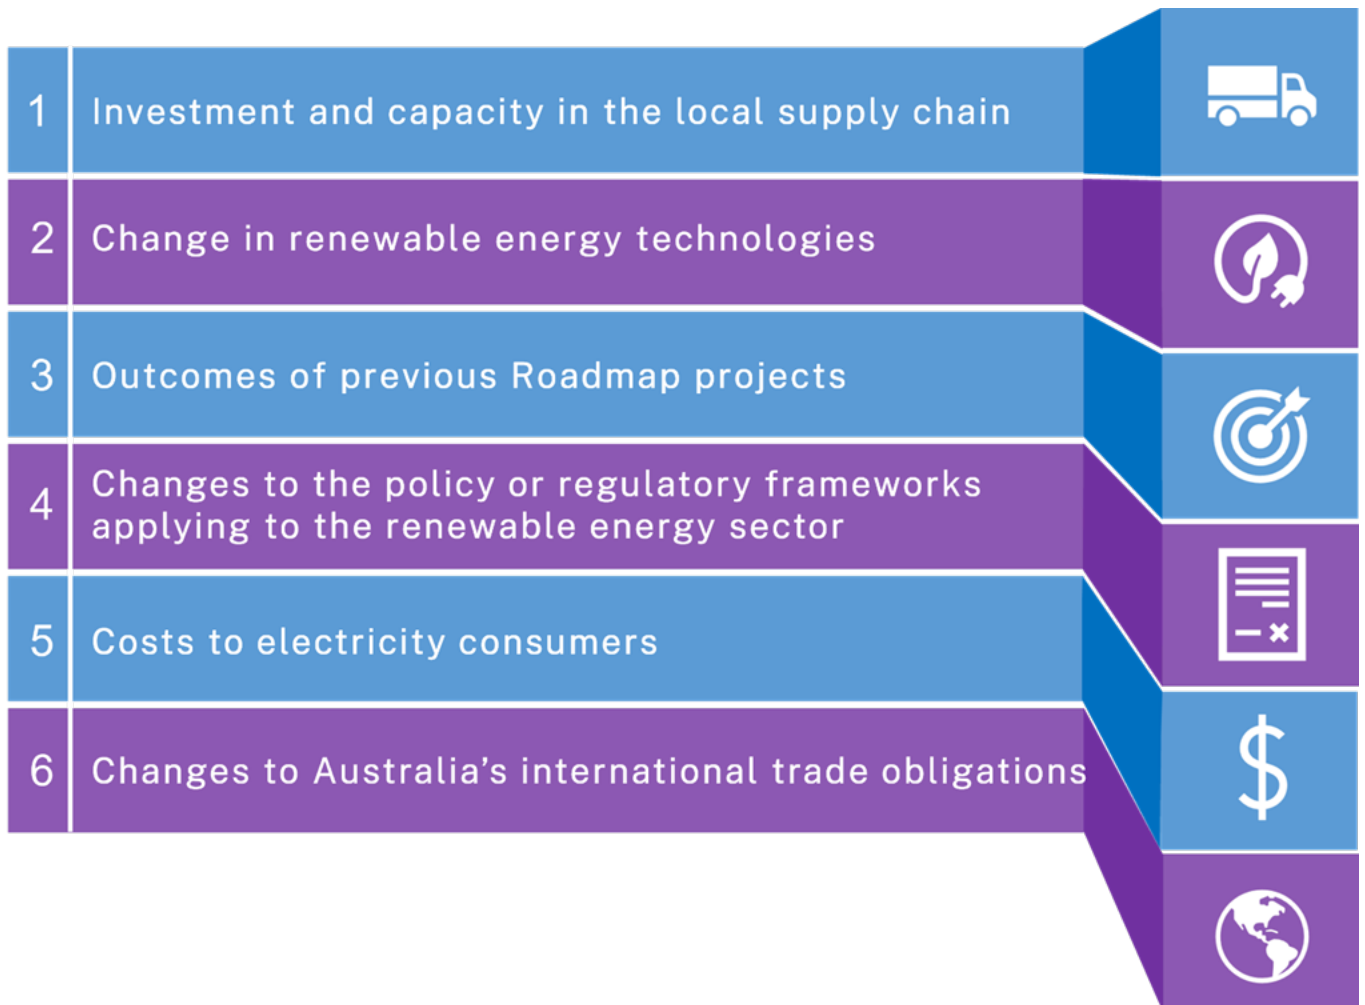 1 Investment and capacity in the local supply chain
2 Change in renewable energy technologies
3 Outcomes of previous Roadmap projects
4 Changes to the policy or regulatory frameworks
applying to the renewable energy sector
5 Costs to electricity consumers
6 Changes to Australia’s international trade obligations
$